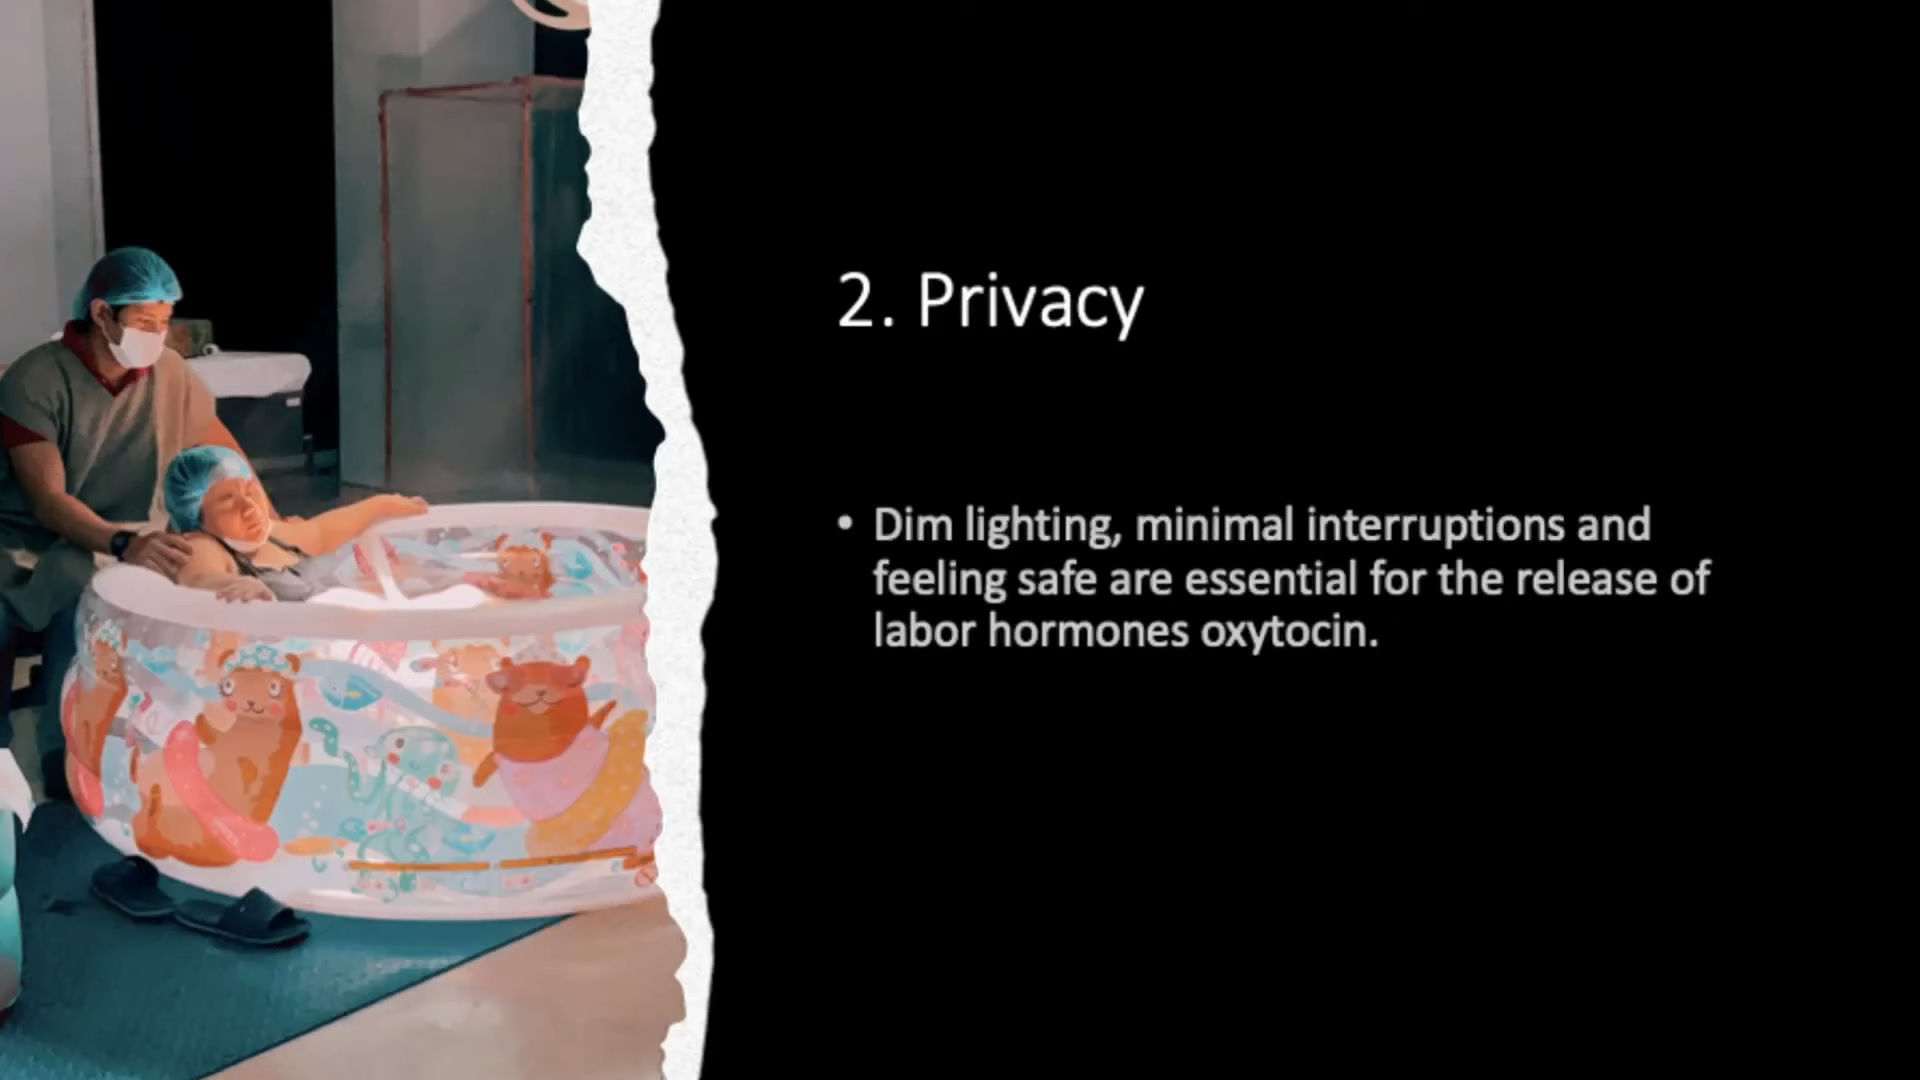 2. Privacy
• Dim lighting, minimal interruptions and
feeling safe are essential for the release of
labor hormones oxytocin.